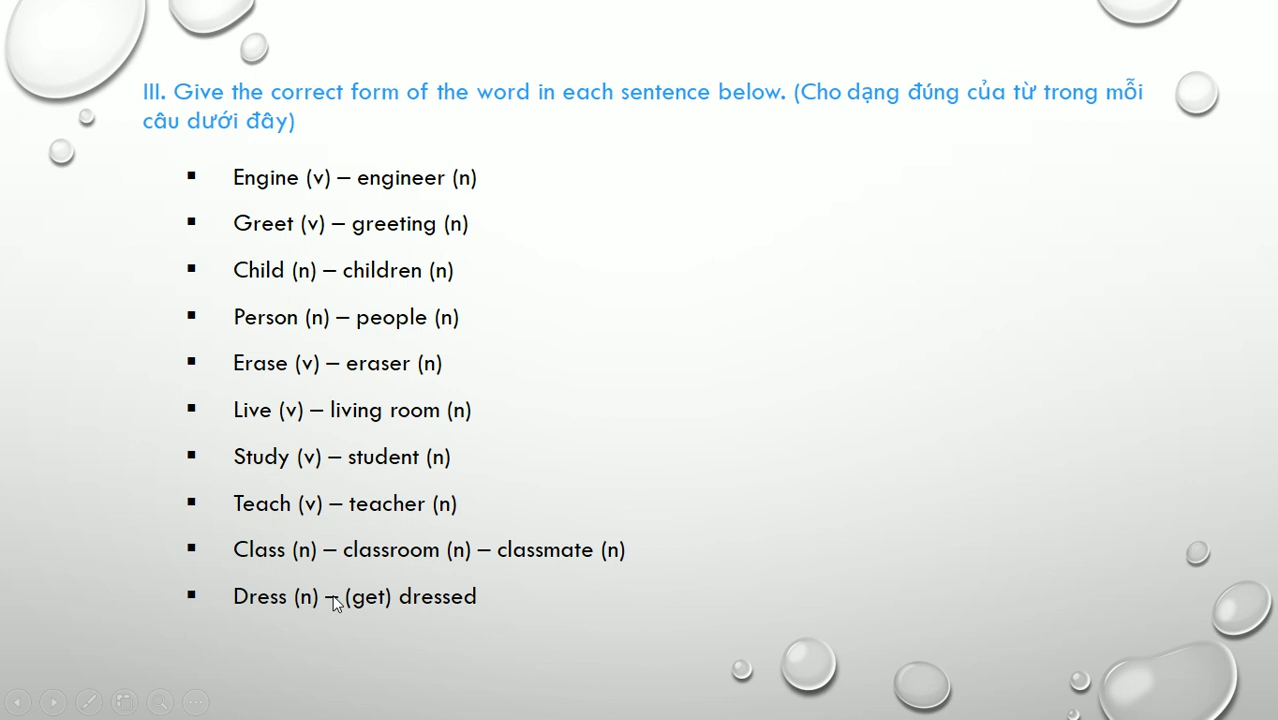 III. Give the correct form of the word in each sentence below. (Cho dạng đúng của từ trong mỗi
câu dưới đây)
▪ Engine (v) – engineer (n)
▪ Greet (v) – greeting (n)
▪ Child (n) – children (n)
▪ Person (n) – people (n)
▪ Erase (v) – eraser (n)
▪ Live (v) – living room (n)
▪ Study (v) – student (n)
▪ Teach (v) – teacher (n)
▪ Class (n) – classroom (n) – classmate (n)
▪ Dress (n) – (get) dressed